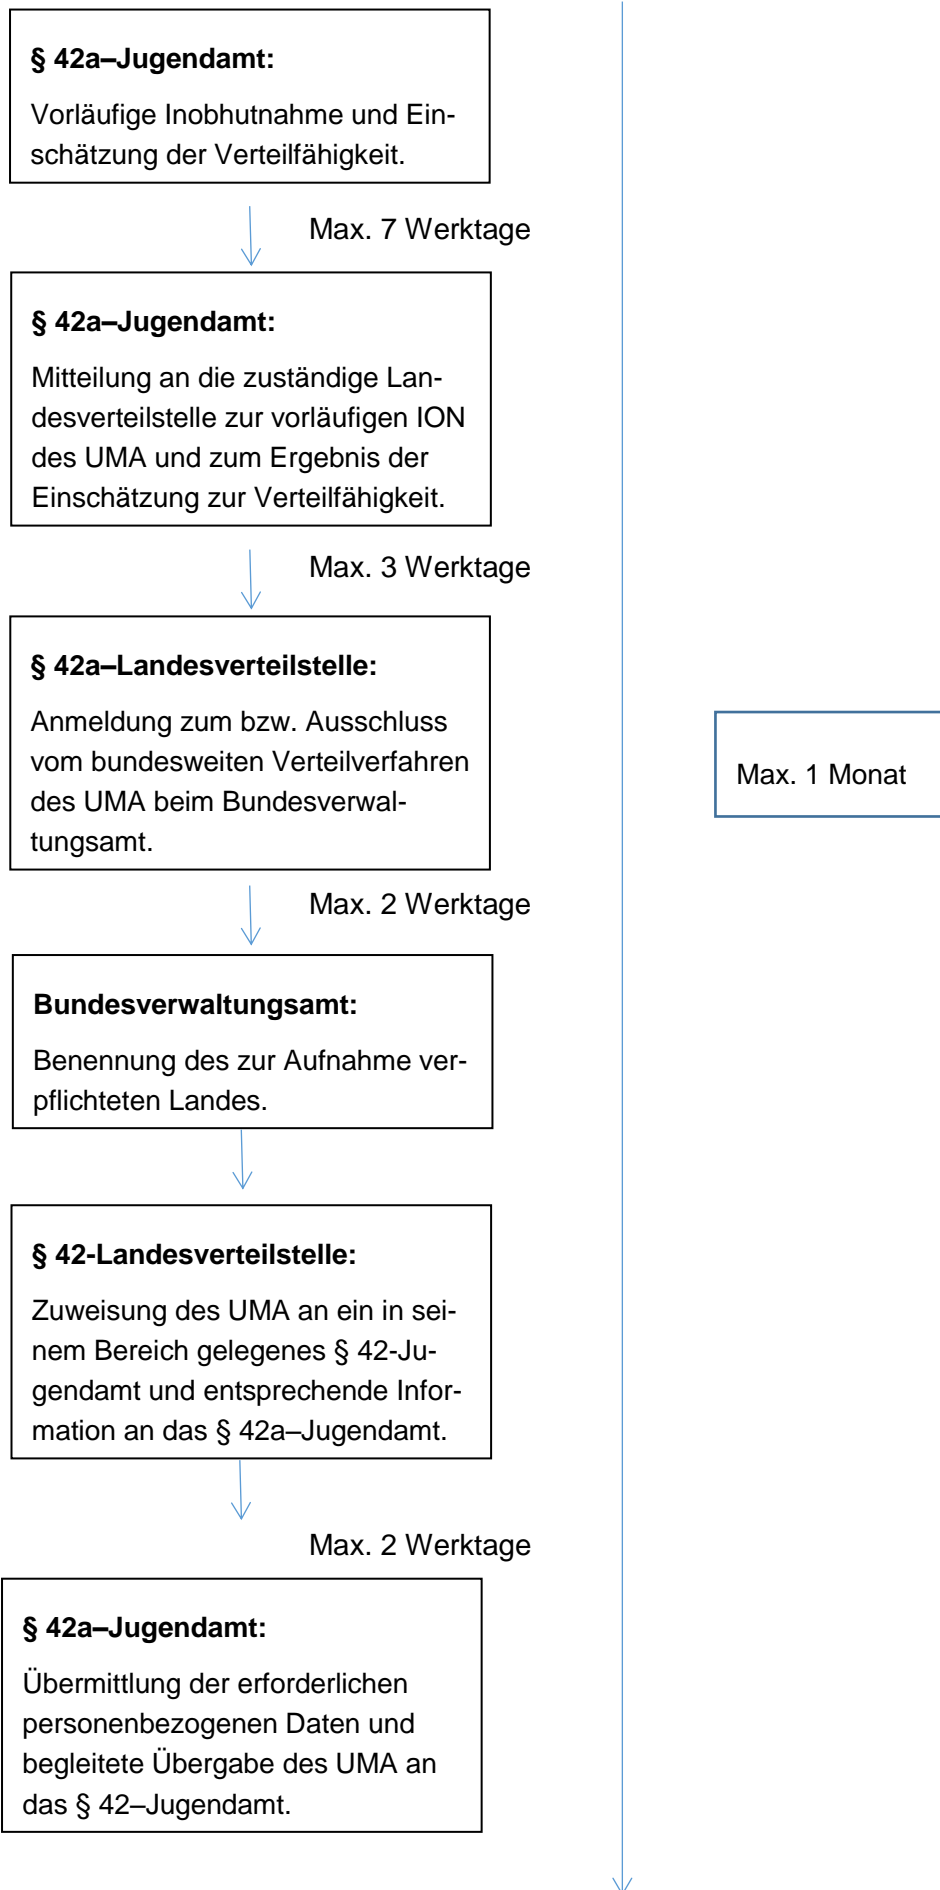 § 42a–Jugendamt:
Vorläufige Inobhutnahme und Ein-
schätzung der Verteilfähigkeit.
Max. 7 Werktage
§ 42a–Jugendamt:
Mitteilung an die zuständige Lan-
desverteilstelle zur vorläufigen ION
des UMA und zum Ergebnis der
Einschätzung zur Verteilfähigkeit.
Max. 3 Werktage
§ 42a–Landesverteilstelle:
Anmeldung zum bzw. Ausschluss
vom bundesweiten Verteilverfahren
des UMA beim Bundesverwal-
tungsamt.
Max. 1 Monat
Max. 2 Werktage
Bundesverwaltungsamt:
Benennung des zur Aufnahme ver-
pflichteten Landes.
§ 42-Landesverteilstelle:
Zuweisung des UMA an ein in sei-
nem Bereich gelegenes § 42-Ju-
gendamt und entsprechende Infor-
mation an das § 42a–Jugendamt.
Max. 2 Werktage
§ 42a–Jugendamt:
Übermittlung der erforderlichen
personenbezogenen Daten und
begleitete Übergabe des UMA an
das § 42–Jugendamt.